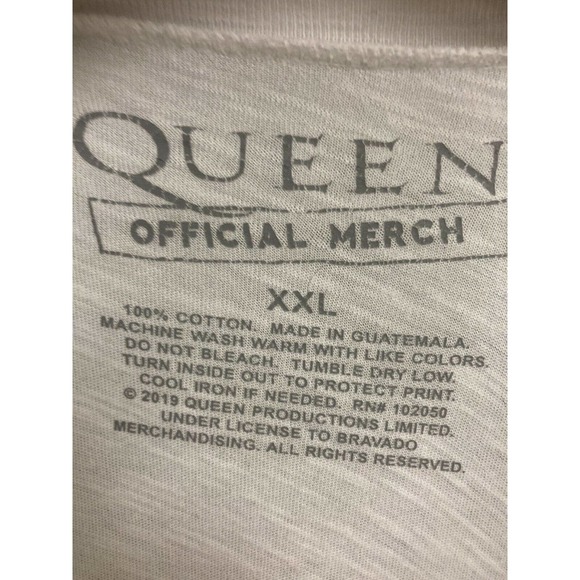 QUEEN
OFFICIAL MERCH
XXL
100% COTTON. MADE IN GUATEMALA.
MACHINE WASH WARM WITH LIKE COLORS.
DO NOT BLEACH. TUMBLE DRY LOW.
TURN INSIDE OUT TO PROTECT PRINT.
COOL IRON IF NEEDED. RN# 102050
© 2019 QUEEN PRODUCTIONS LIMITED.
UNDER LICENSE TO BRAVADO
MERCHANDISING. ALL RIGHTS RESERVED.